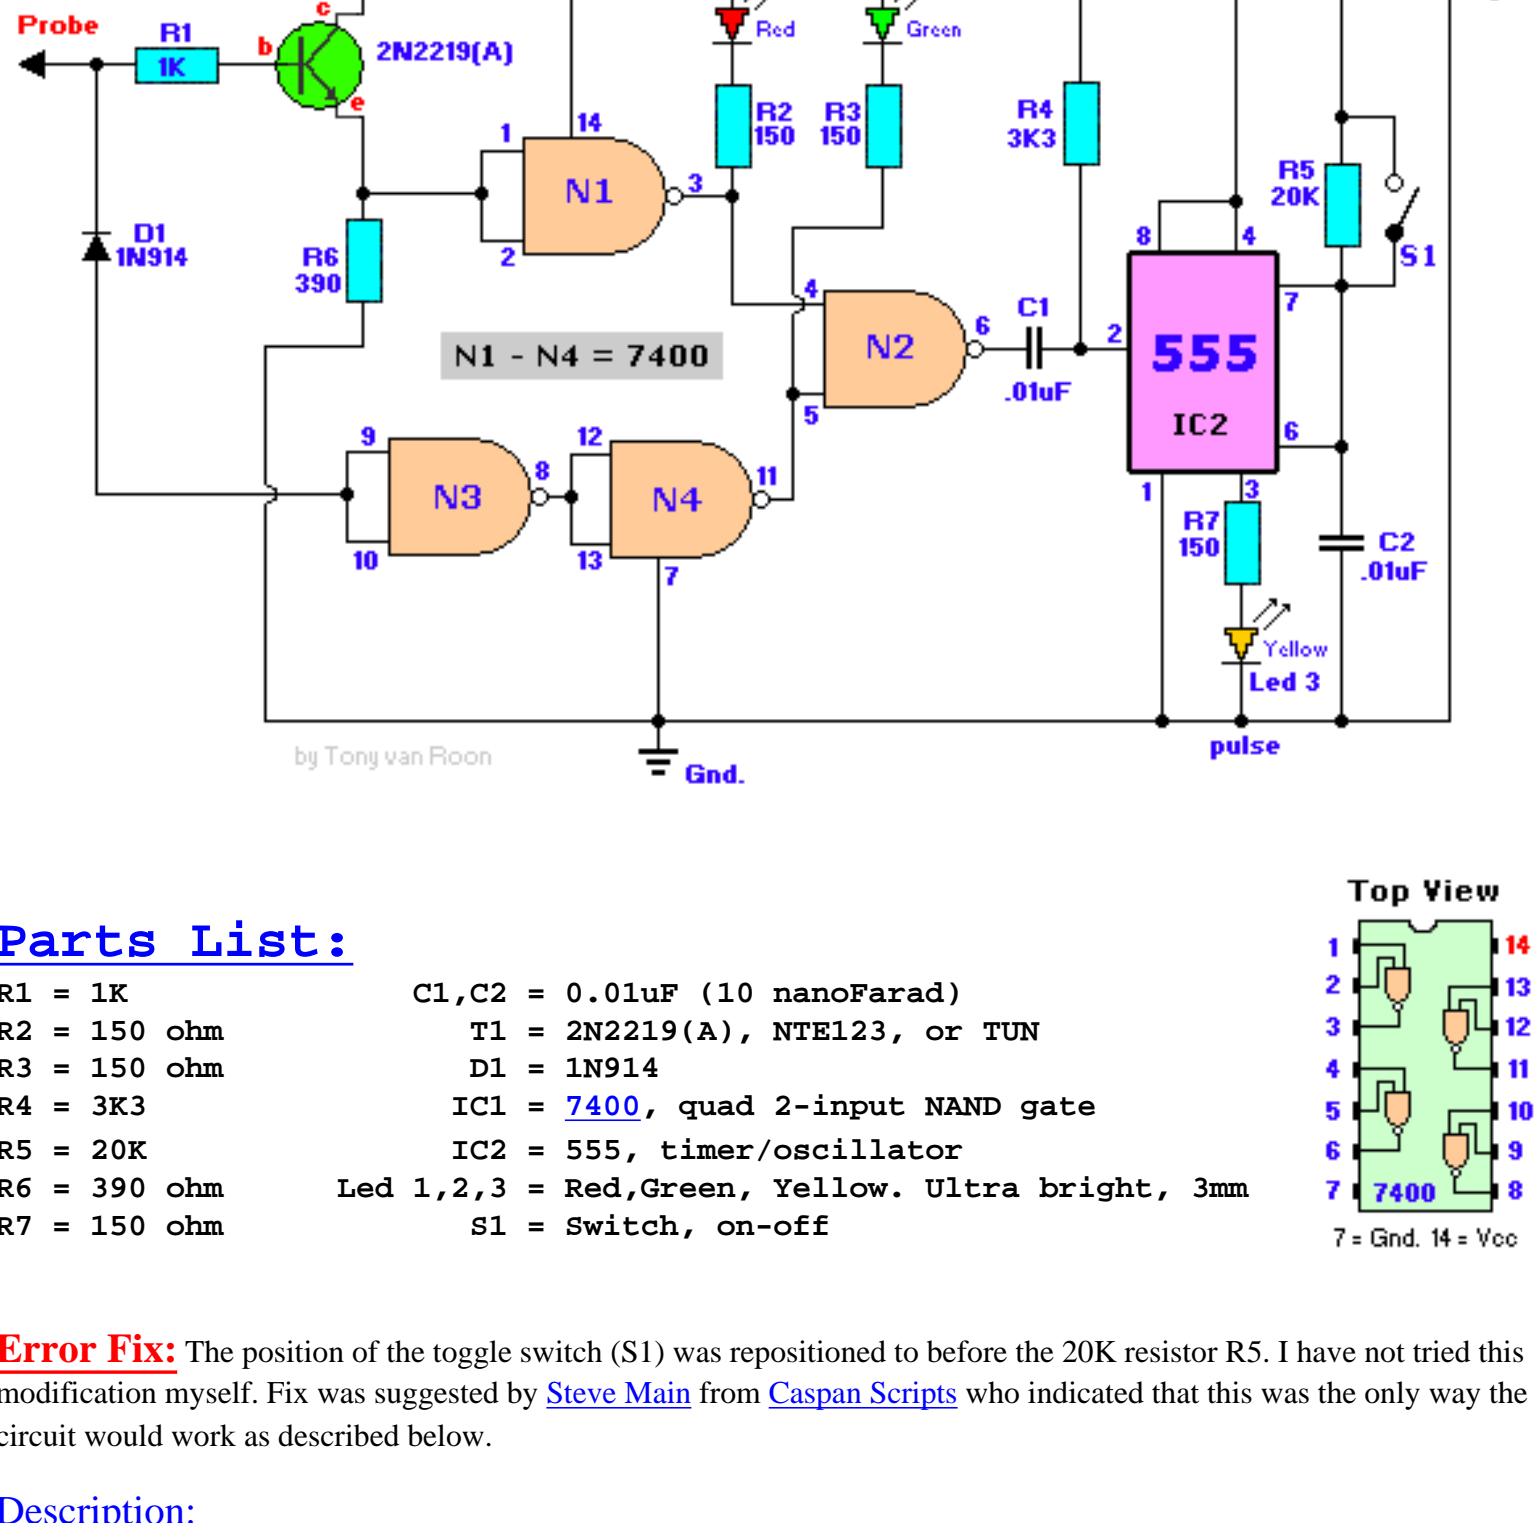 Probe
R1
1K
b
c
e
2N2219(A)
Red
Green
R2
150
R3
150
R4
3K3
R5
20K
S1
1
14
N1
3
2
D1
1N914
R6
390
8
4
7
4
N2
6
C1
.01uF
2
555
IC2
6
N1 - N4 = 7400
5
9
N3
8
10
12
N4
11
13
7
1
3
R7
150
C2
.01uF
Yellow
Led 3
by Tony van Roon
Gnd.
pulse
Top View
1
2
3
4
5
6
7
14
13
12
11
10
9
8
7400
7 = Gnd. 14 = Vcc
Parts List:
R1 = 1K C1,C2 = 0.01uF (10 nanoFarad)
R2 = 150 ohm T1 = 2N2219(A), NTE123, or TUN
R3 = 150 ohm D1 = 1N914
R4 = 3K3 IC1 = 7400, quad 2-input NAND gate
R5 = 20K IC2 = 555, timer/oscillator
R6 = 390 ohm Led 1,2,3 = Red,Green, Yellow. Ultra bright, 3mm
R7 = 150 ohm S1 = Switch, on-off
Error Fix: The position of the toggle switch (S1) was repositioned to before the 20K resistor R5. I have not tried this
modification myself. Fix was suggested by Steve Main from Caspan Scripts who indicated that this was the only way the
circuit would work as described below.
Description: